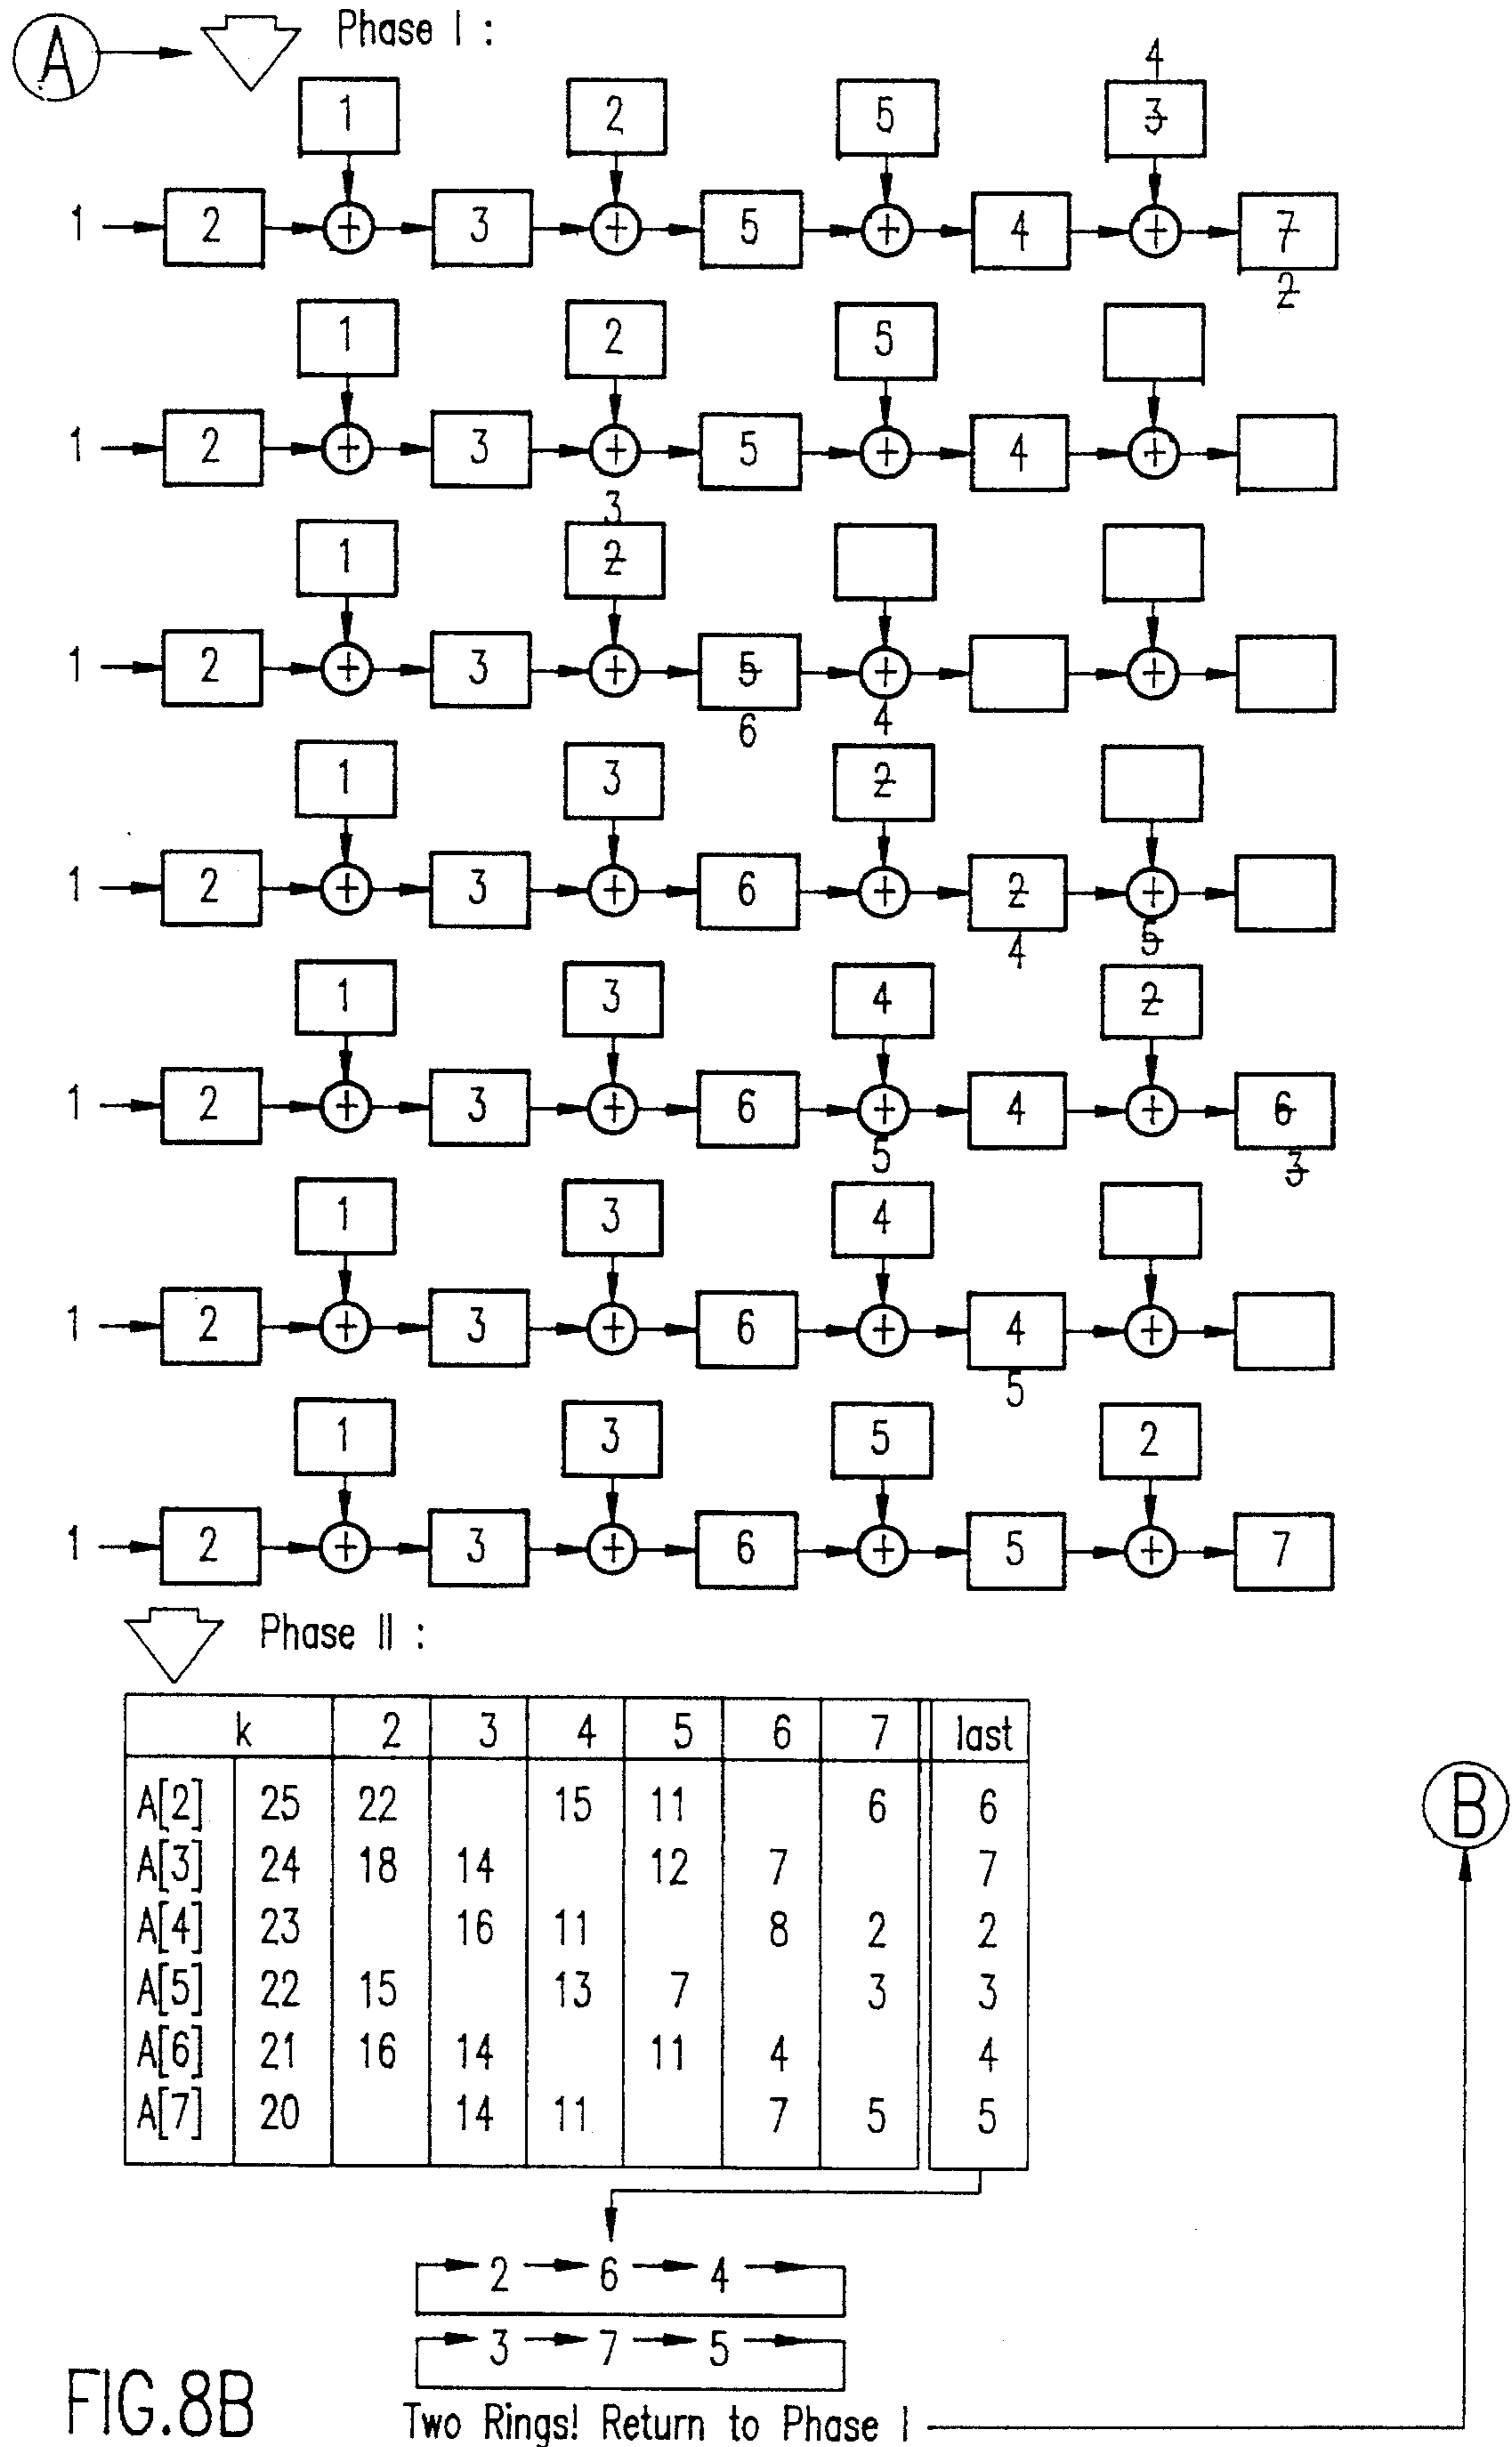 A Phase I :
4
1 2 5 3
1 2 + 3 + 5 + 4 + 7
2
1 2 5
1 2 + 3 + 5 + 4 +
3
1 2
1 2 + 3 + 5 + +
6 4
1 3 2
1 2 + 3 + 6 + 2 +
4 5
1 3 4 2
1 2 + 3 + 6 + 4 + 6
5 3
1 3 4
1 2 + 3 + 6 + 4 +
5
1 3 5 2
1 2 + 3 + 6 + 5 + 7
Phase II :
k 2 3 4 5 6 7 last
A[2] 25 22 15 11 6 6
A[3] 24 18 14 12 7 7
A[4] 23 16 11 8 2 2
A[5] 22 15 13 7 3 3
A[6] 21 16 14 11 4 4
A[7] 20 14 11 7 5 5
B
2 6 4
3 7 5
FIG.8B
Two Rings! Return to Phase I